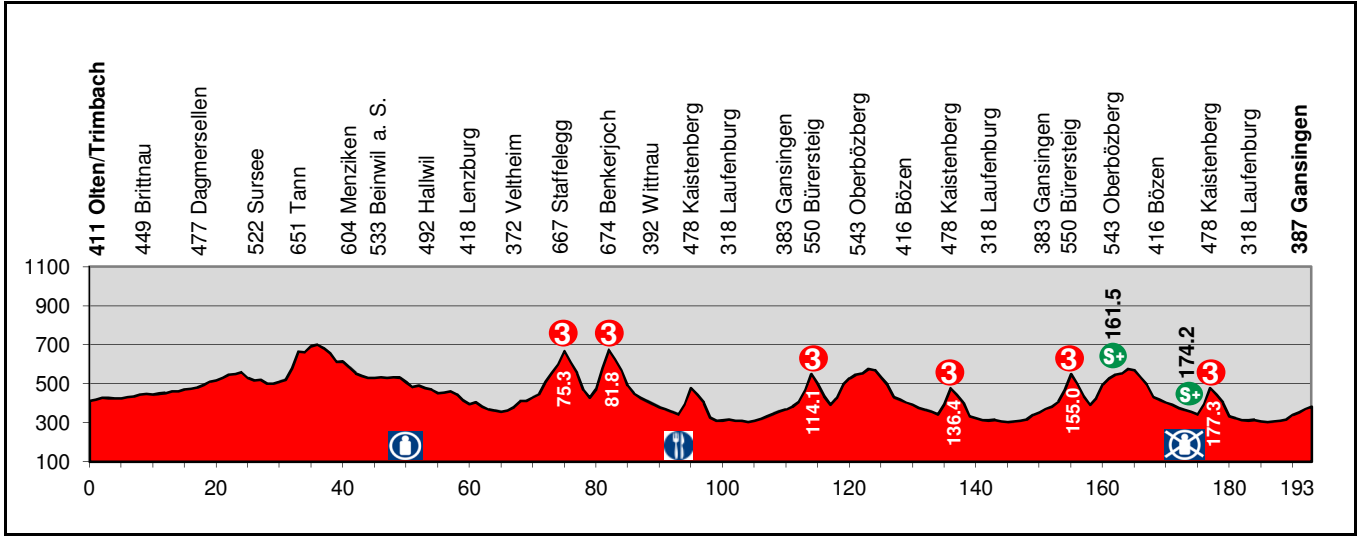 411 Olten/Trimbach
449 Brittnau
477 Dagmersellen
522 Sursee
651 Tann
604 Menziken
533 Beinwil a. S.
492 Hallwil
418 Lenzburg
372 Veltheim
667 Staffelegg
674 Benkerjoch
392 Wittnau
478 Kaistenberg
318 Laufenburg
383 Gansingen
550 Bürersteig
543 Oberbözberg
416 Bözen
478 Kaistenberg
318 Laufenburg
383 Gansingen
550 Bürersteig
543 Oberbözberg
416 Bözen
478 Kaistenberg
318 Laufenburg
387 Gansingen
1100
900
700
500
300
100
3
75.3
3
81.8
3
114.1
3
136.4
3
155.0
161.5
S+
174.2
S+
3
177.3
0
20
40
60
80
100
120
140
160
180
193